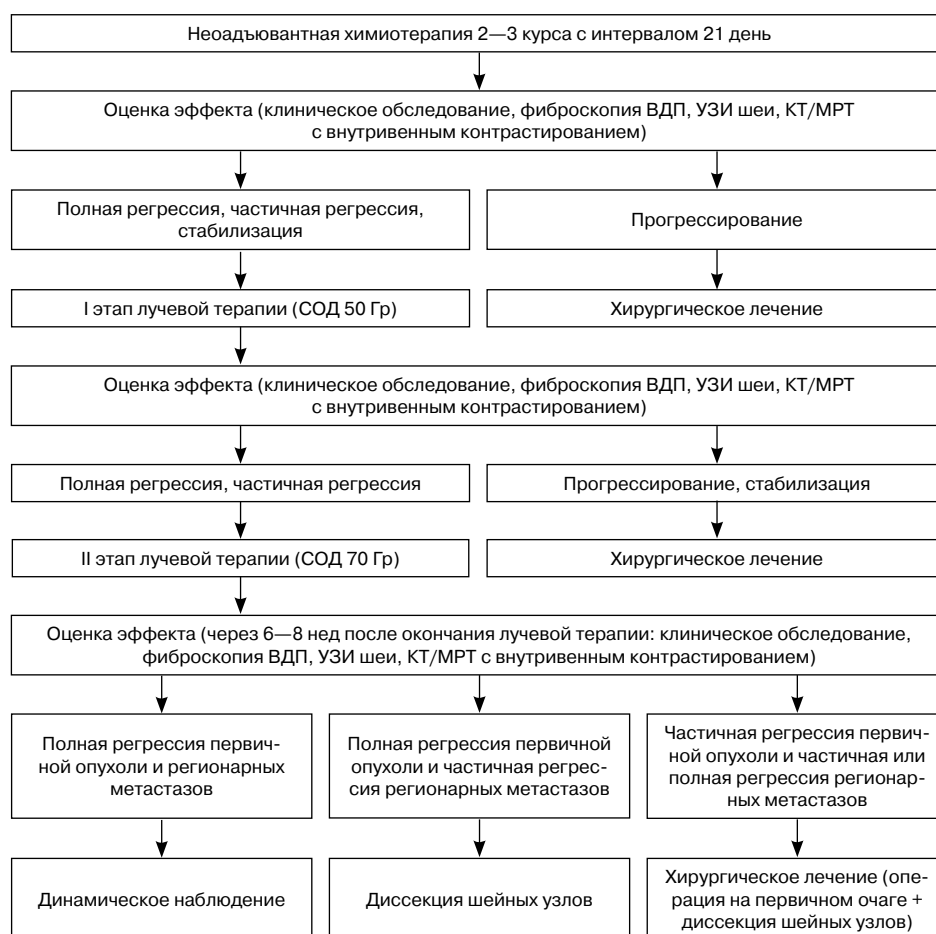 Неоадъювантная химиотерапия 2—3 курса с интервалом 21 день
Оценка эффекта (клиническое обследование, фиброскопия ВДП, УЗИ шеи, КТ/МРТ
с внутривенным контрастированием)
Полная регрессия, частичная регрессия,
стабилизация
Прогрессирование
I этап лучевой терапии (СОД 50 Гр)
Хирургическое лечение
Оценка эффекта (клиническое обследование, фиброскопия ВДП, УЗИ шеи, КТ/МРТ
с внутривенным контрастированием)
Полная регрессия, частичная регрессия
Прогрессирование, стабилизация
II этап лучевой терапии (СОД 70 Гр)
Хирургическое лечение
Оценка эффекта (через 6—8 нед после окончания лучевой терапии: клиническое обследование,
фиброскопия ВДП, УЗИ шеи, КТ/МРТ с внутривенным контрастированием)
Полная регрессия первич-
ной опухоли и регионарных
метастазов
Полная регрессия первичной
опухоли и частичная регрес-
сия регионарных метастазов
Частичная регрессия первич-
ной опухоли и частичная или
полная регрессия регионар-
ных метастазов
Динамическое наблюдение
Диссекция шейных узлов
Хирургическое лечение (опе-
рация на первичном очаге +
диссекция шейных узлов)